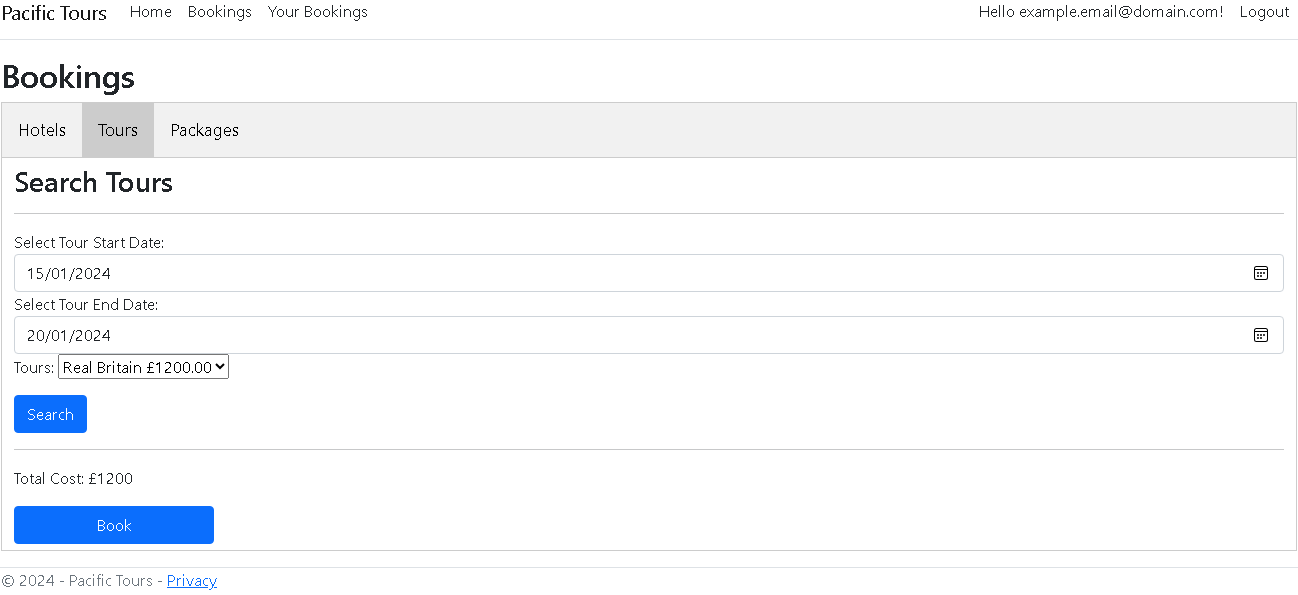 Pacific Tours Home Bookings Your Bookings Hello example.email@domain.com! Logout
Bookings
Hotels Tours Packages
Search Tours
Select Tour Start Date:
15/01/2024
Select Tour End Date:
20/01/2024
Tours: Real Britain £1200.00
Search
Total Cost: £1200
Book
© 2024 - Pacific Tours - Privacy